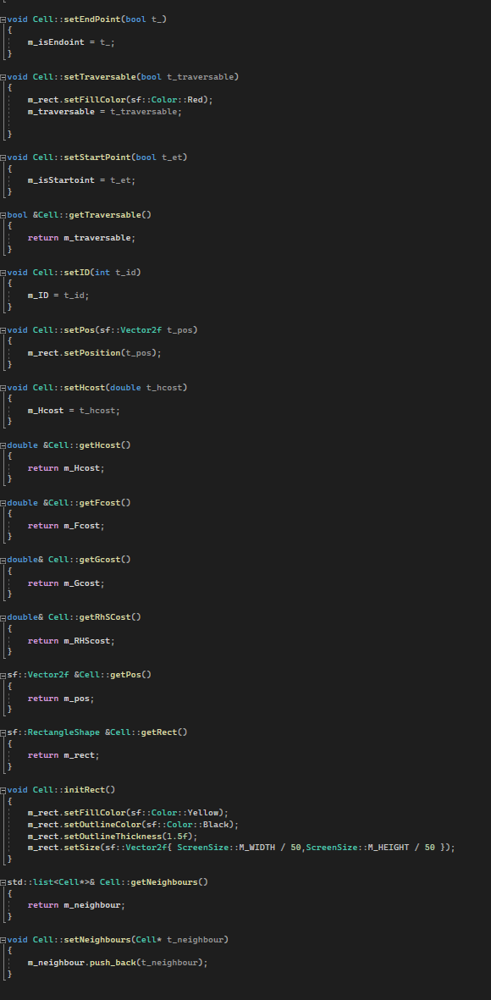 void Cell::setEndPoint(bool t_)
{
    m_isEndoint = t_;
}
void Cell::setTraversable(bool t_traversable)
{
    m_rect.setFillColor(sf::Color::Red);
    m_traversable = t_traversable;
}
void Cell::setStartPoint(bool t_et)
{
    m_isStartoint = t_et;
}
bool &Cell::getTraversable()
{
    return m_traversable;
}
void Cell::setID(int t_id)
{
    m_ID = t_id;
}
void Cell::setPos(sf::Vector2f t_pos)
{
    m_rect.setPosition(t_pos);
}
void Cell::setHcost(double t_hcost)
{
    m_Hcost = t_hcost;
}
double &Cell::getHcost()
{
    return m_Hcost;
}
double &Cell::getFcost()
{
    return m_Fcost;
}
double& Cell::getGcost()
{
    return m_Gcost;
}
double& Cell::getRhSCost()
{
    return m_RHScost;
}
sf::Vector2f &Cell::getPos()
{
    return m_pos;
}
sf::RectangleShape &Cell::getRect()
{
    return m_rect;
}
void Cell::initRect()
{
    m_rect.setFillColor(sf::Color::Yellow);
    m_rect.setOutlineColor(sf::Color::Black);
    m_rect.setOutlineThickness(1.5f);
    m_rect.setSize(sf::Vector2f{ ScreenSize::M_WIDTH / 50,ScreenSize::M_HEIGHT / 50 });
}
std::list<Cell*>& Cell::getNeighbours()
{
    return m_neighbour;
}
void Cell::setNeighbours(Cell* t_neighbour)
{
    m_neighbour.push_back(t_neighbour);
}